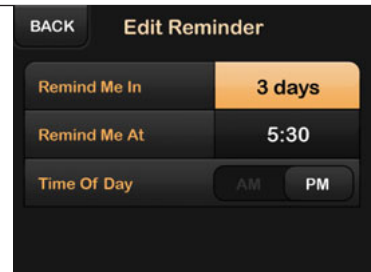 BACK Edit Reminder
Remind Me In 3 days
Remind Me At 5:30
Time Of Day AM PM